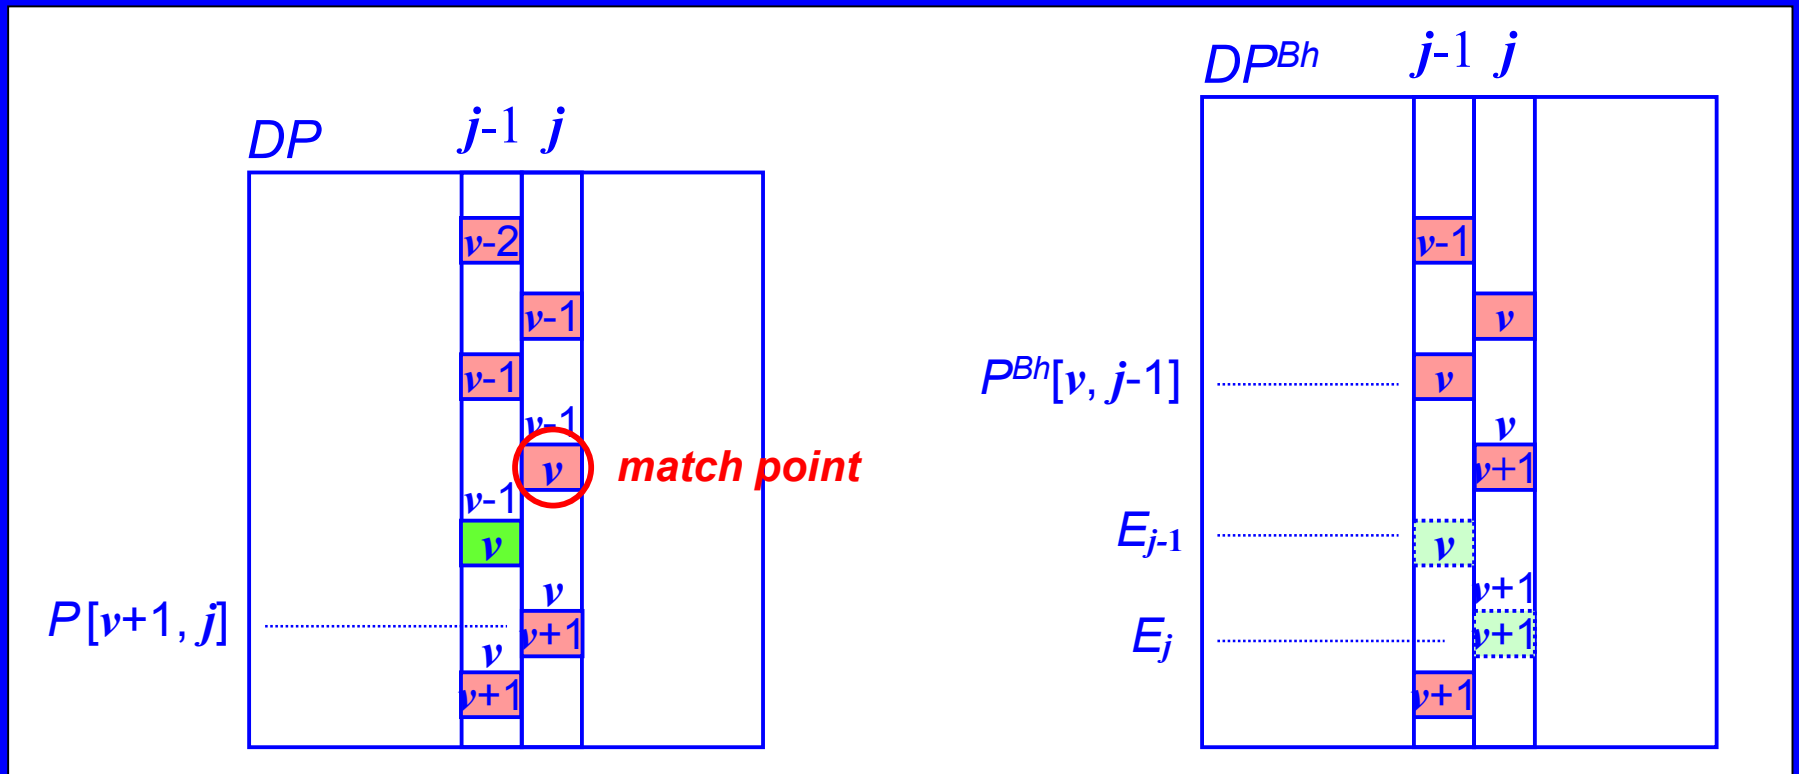 DP
j-1 j
v-2
v-1
v-1
v-1
v
match point
v-1
v
v
P[v+1, j]
v+1
v
v+1
DP^Bh
j-1 j
v-1
v
P^Bh[v, j-1]
v
v
v+1
E_j-1
v
v+1
E_j
v+1
v+1